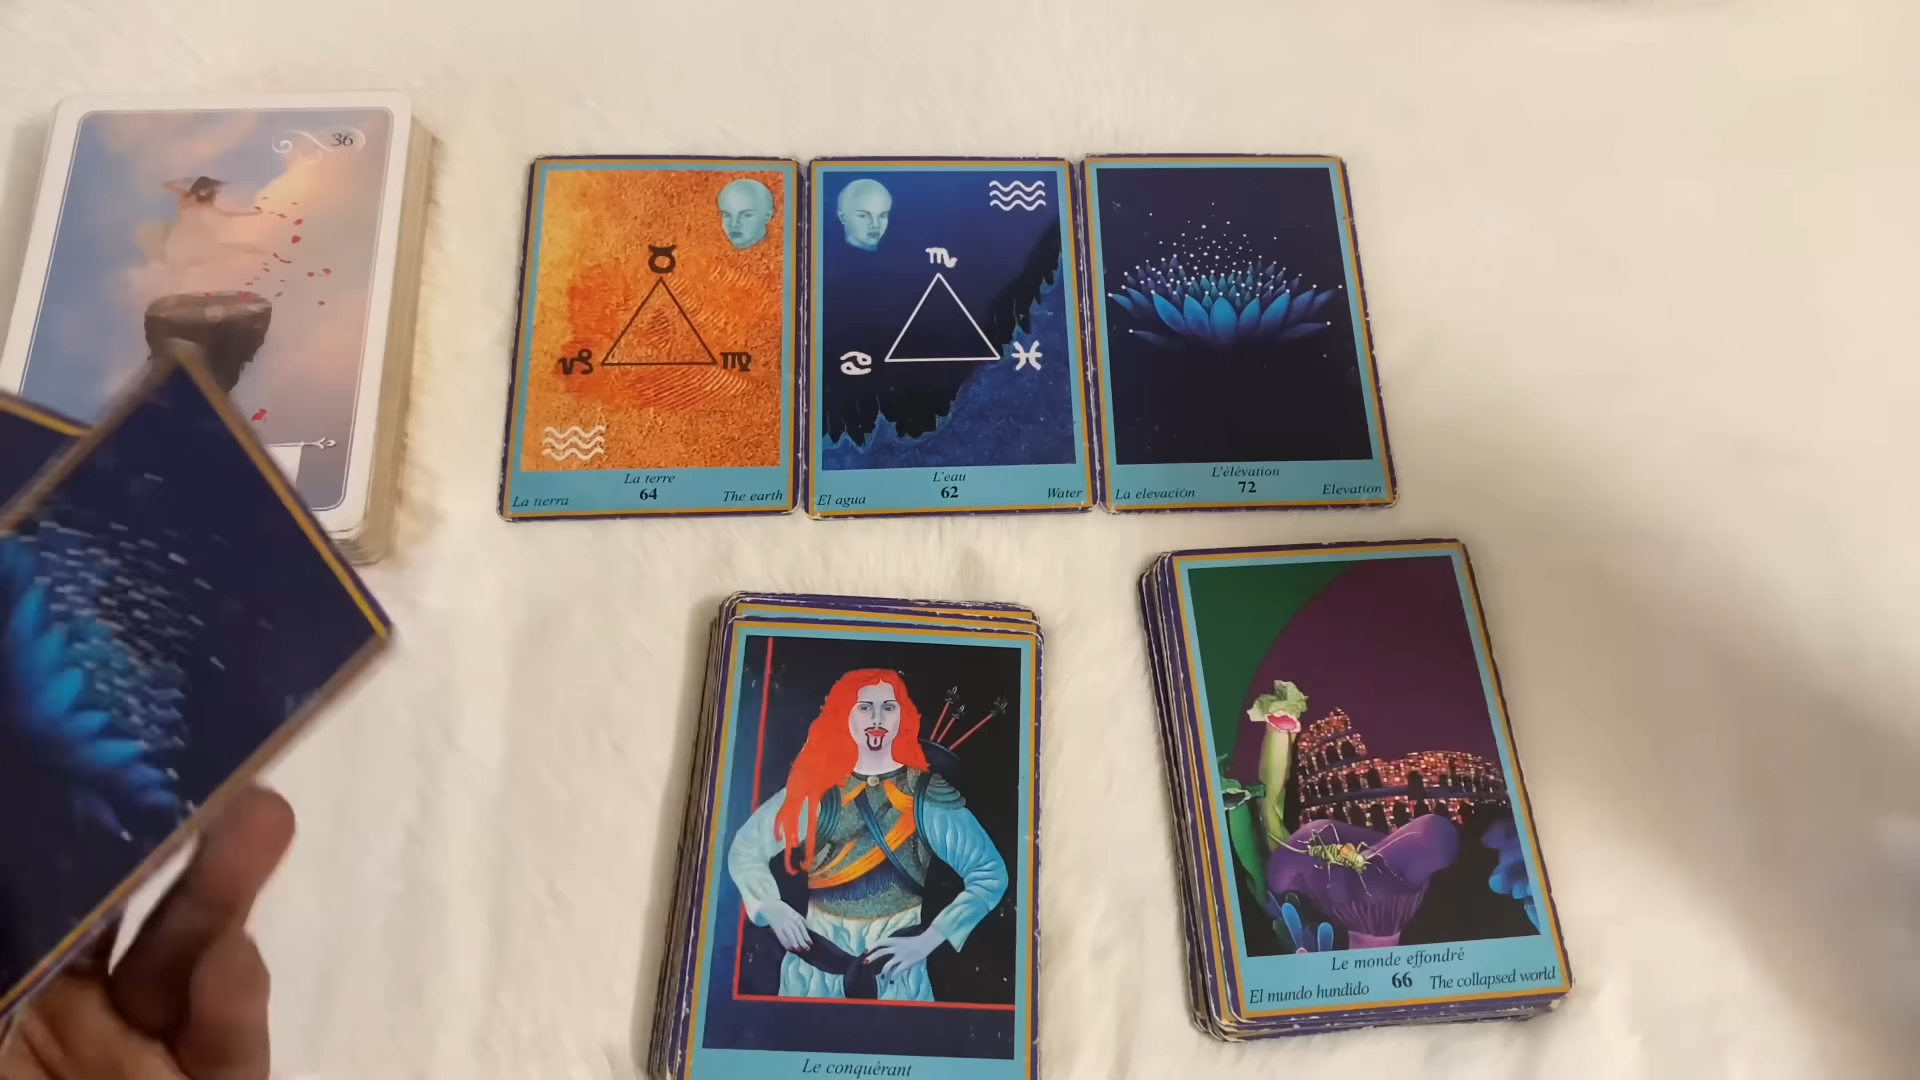 36
La terre
64
La tierra
The earth
L'eau
62
El agua
Water
L'élévation
72
La elevación
Elevation
Le monde effondré
66
El mundo hundido
The collapsed world
Le conquérant